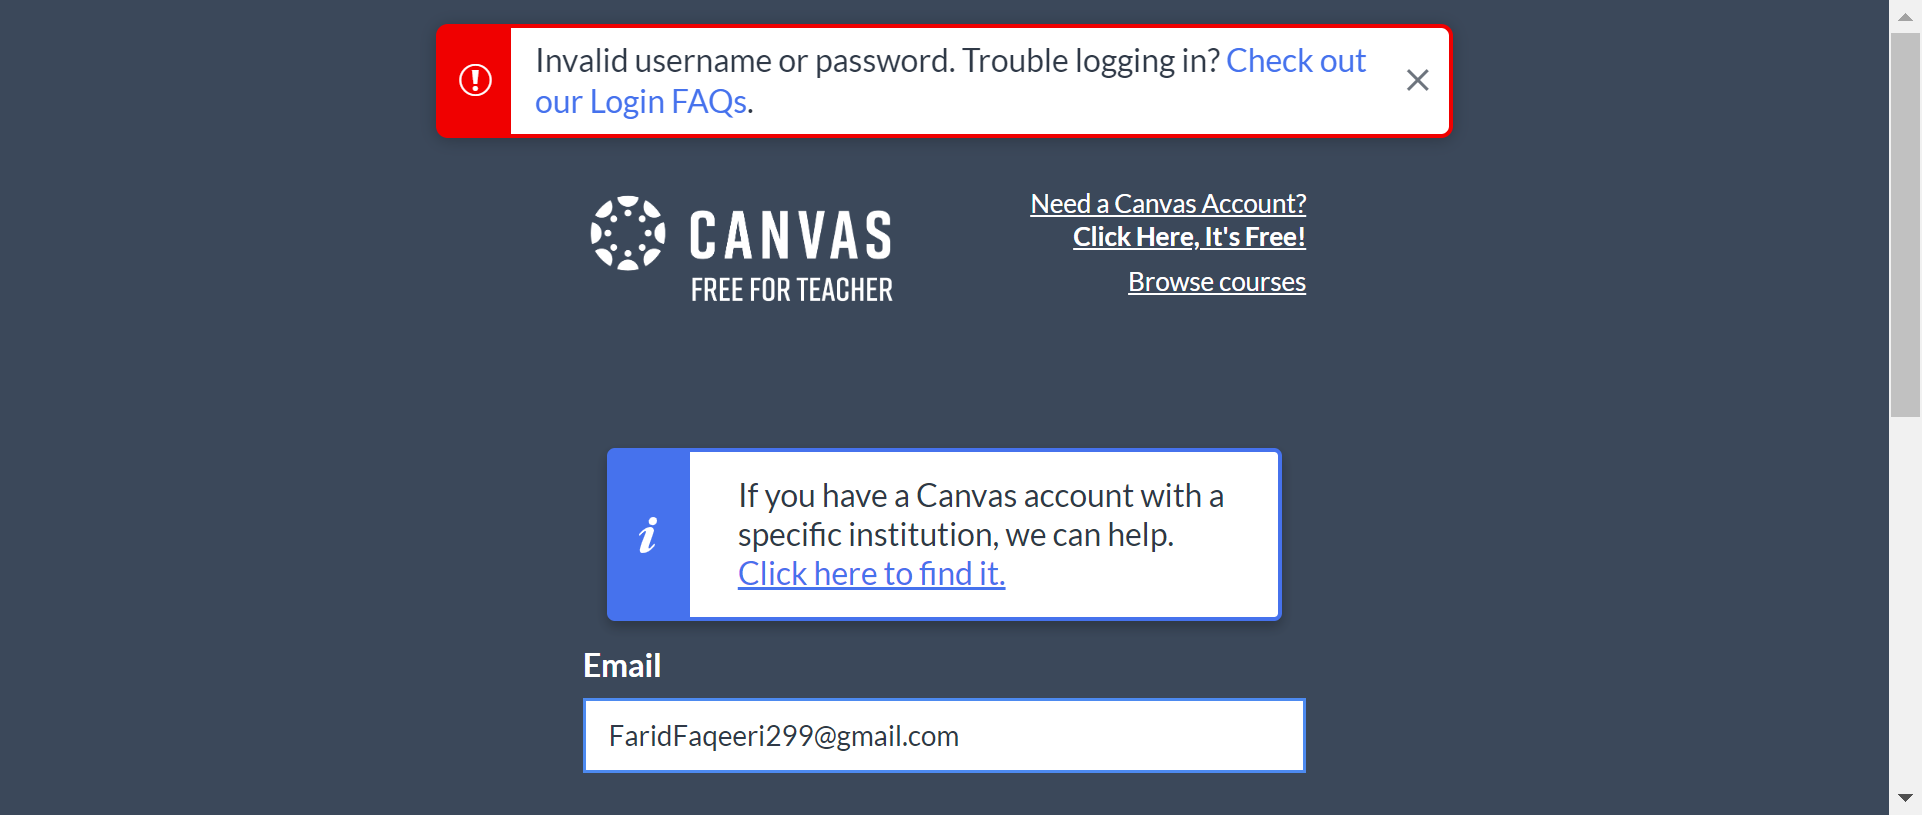 Invalid username or password. Trouble logging in? Check out
our Login FAQs.
CANVAS
FREE FOR TEACHER
Need a Canvas Account?
Click Here, It's Free!
Browse courses
If you have a Canvas account with a
specific institution, we can help.
Click here to find it.
Email
FaridFaqeeri299@gmail.com